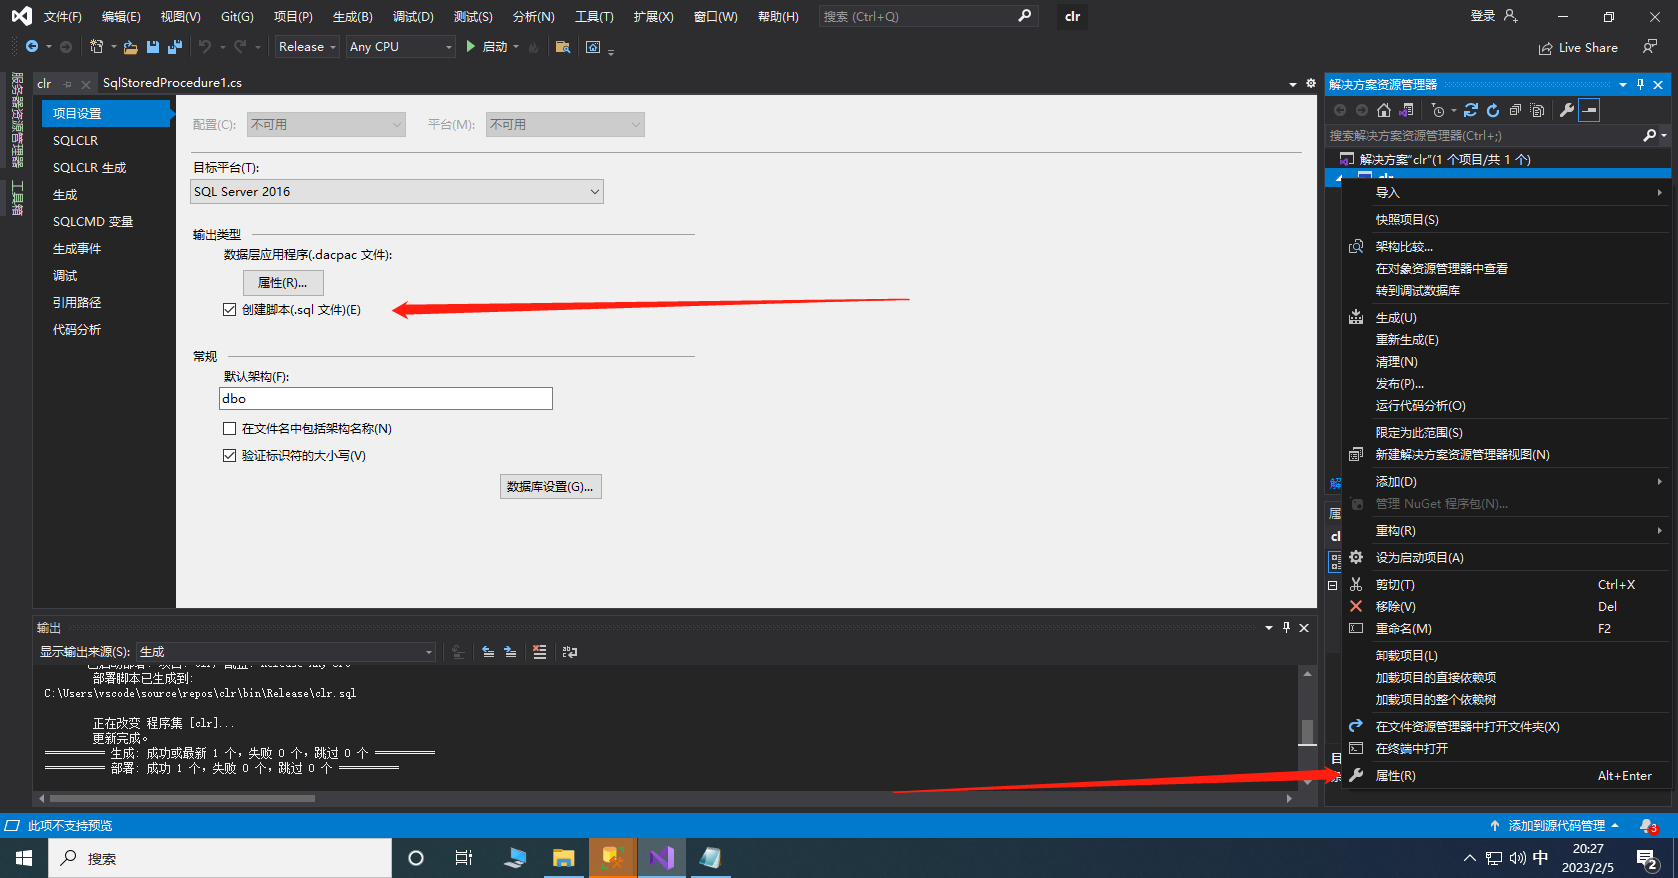 文件(F) 编辑(E) 视图(V) Git(G) 项目(P) 生成(B) 调试(D) 测试(S) 分析(N) 工具(T) 扩展(X) 窗口(W) 帮助(H) 搜索 (Ctrl+Q) clr 登录
Release Any CPU 启动 Live Share
服务器资源管理器
工具箱
clr SqlStoredProcedure1.cs
项目设置
SQLCLR
SQLCLR 生成
生成
SQLCMD 变量
生成事件
调试
引用路径
代码分析
配置(C): 不可用 平台(M): 不可用
目标平台(T):
SQL Server 2016
输出类型
数据层应用程序(.dacpac 文件):
属性(R)...
创建脚本(.sql 文件)(E)
常规
默认架构(F):
dbo
在文件名中包括架构名称(N)
验证标识符的大小写(V)
数据库设置(G)...
输出
显示输出来源(S): 生成
部署脚本已生成到:
C:\Users\vscode\source\repos\clr\bin\Release\clr.sql
正在改变 程序集 [clr]...
更新完成。
========== 生成: 成功或最新 1 个，失败 0 个，跳过 0 个 ==========
========== 部署: 成功 1 个，失败 0 个，跳过 0 个 ==========
解决方案资源管理器
搜索解决方案资源管理器(Ctrl+;)
解决方案"clr"(1 个项目/共 1 个)
clr
导入
快照项目(S)
架构比较...
在对象资源管理器中查看
转到调试数据库
生成(U)
重新生成(E)
清理(N)
发布(P)...
运行代码分析(O)
限定为此范围(S)
新建解决方案资源管理器视图(N)
添加(D)
管理 NuGet 程序包(N)...
重构(R)
设为启动项目(A)
剪切(T) Ctrl+X
移除(V) Del
重命名(M) F2
卸载项目(L)
加载项目的直接依赖项
加载项目的整个依赖树
在文件资源管理器中打开文件夹(X)
在终端中打开
属性(R) Alt+Enter
解
属
cl
此项不支持预览 添加到源代码管理 3
搜索 中 20:27
2023/2/5 2